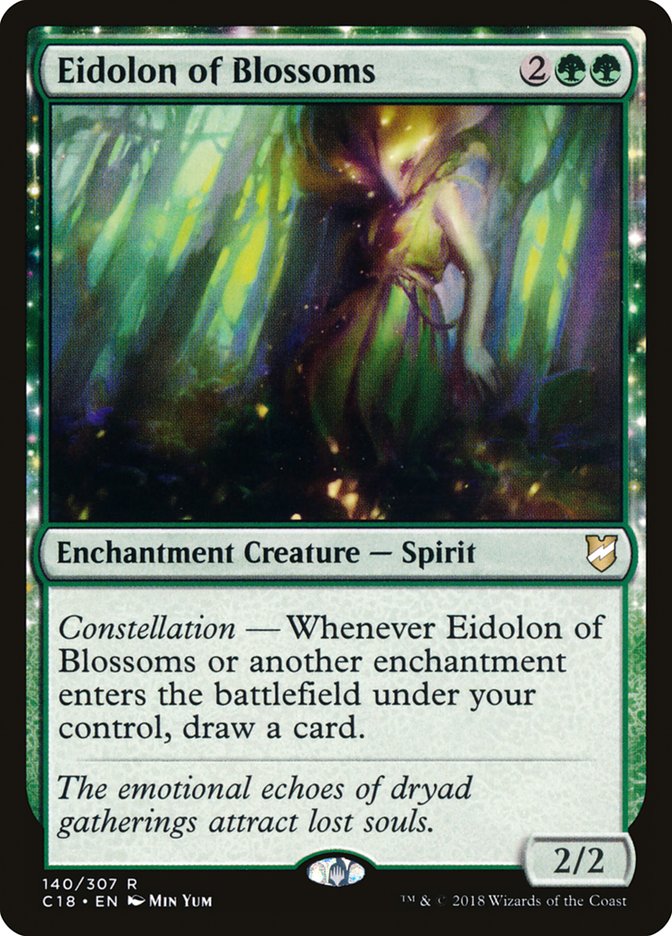 Eidolon of Blossoms 2
Enchantment Creature — Spirit
Constellation — Whenever Eidolon of
Blossoms or another enchantment
enters the battlefield under your
control, draw a card.
The emotional echoes of dryad
gatherings attract lost souls.
2/2
140/307 R
C18 • EN Min Yum
™ & © 2018 Wizards of the Coast